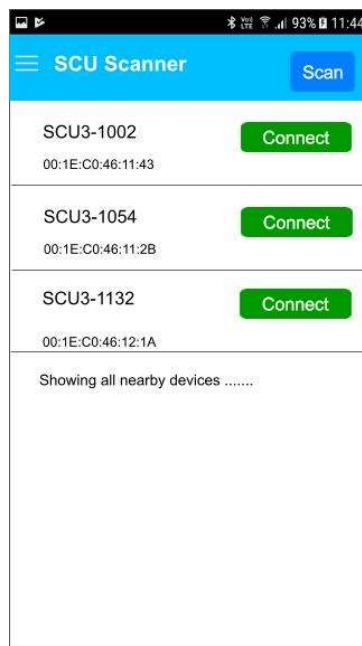 93% 11:44
SCU Scanner
Scan
SCU3-1002
Connect
00:1E:C0:46:11:43
SCU3-1054
Connect
00:1E:C0:46:11:2B
SCU3-1132
Connect
00:1E:C0:46:12:1A
Showing all nearby devices .......